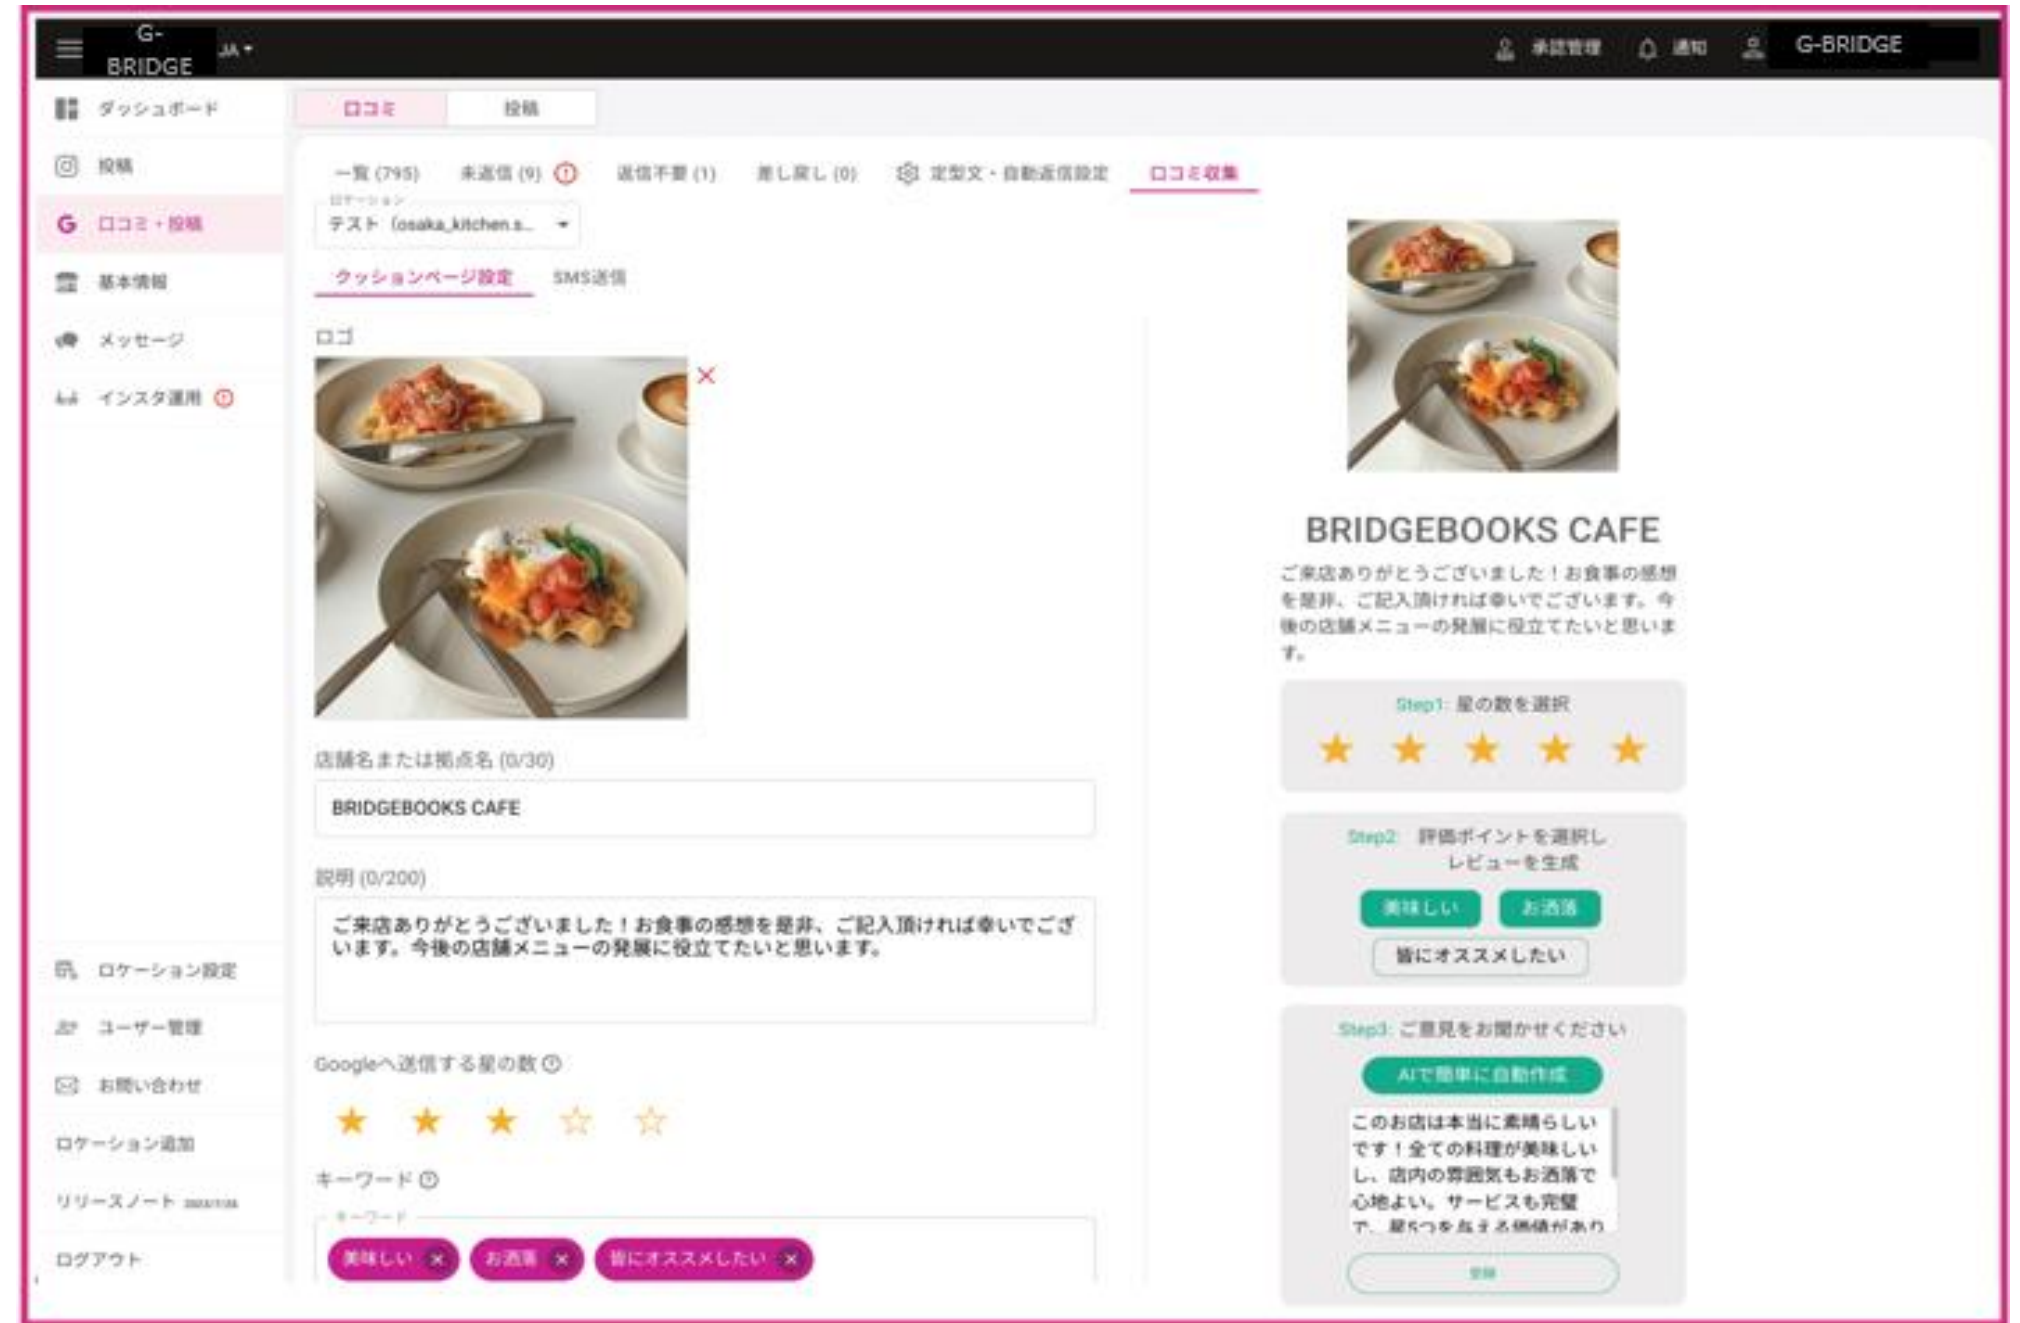 G-
BRIDGE
JA
承認管理
通知
G-BRIDGE
ダッシュボード
投稿
口コミ・投稿
基本情報
メッセージ
インスタ運用
ロケーション設定
ユーザー管理
お問い合わせ
ロケーション追加
リリースノート
ログアウト
口コミ 投稿
一覧 (795) 未返信 (9) 返信不要 (1) 差し戻し (0) 定型文・自動返信設定 口コミ収集
ロケーション
テスト (osaka_kitchen.s...
クッションページ設定 SMS送信
ロゴ
店舗名または拠点名 (0/30)
BRIDGEBOOKS CAFE
説明 (0/200)
ご来店ありがとうございました！お食事の感想を是非、ご記入頂ければ幸いでござ
います。今後の店舗メニューの発展に役立てたいと思います。
Googleへ送信する星の数
キーワード
キーワード
美味しい お洒落 皆にオススメしたい
BRIDGEBOOKS CAFE
ご来店ありがとうございました！お食事の感想
を是非、ご記入頂ければ幸いでございます。今
後の店舗メニューの発展に役立てたいと思いま
す。
Step1: 星の数を選択
Step2: 評価ポイントを選択し
レビューを生成
美味しい お洒落
皆にオススメしたい
Step3: ご意見をお聞かせください
AIで簡単に自動作成
このお店は本当に素晴らしい
です！全ての料理が美味しい
し、店内の雰囲気もお洒落で
心地よい。サービスも完璧
で、星5つを与える価値があり